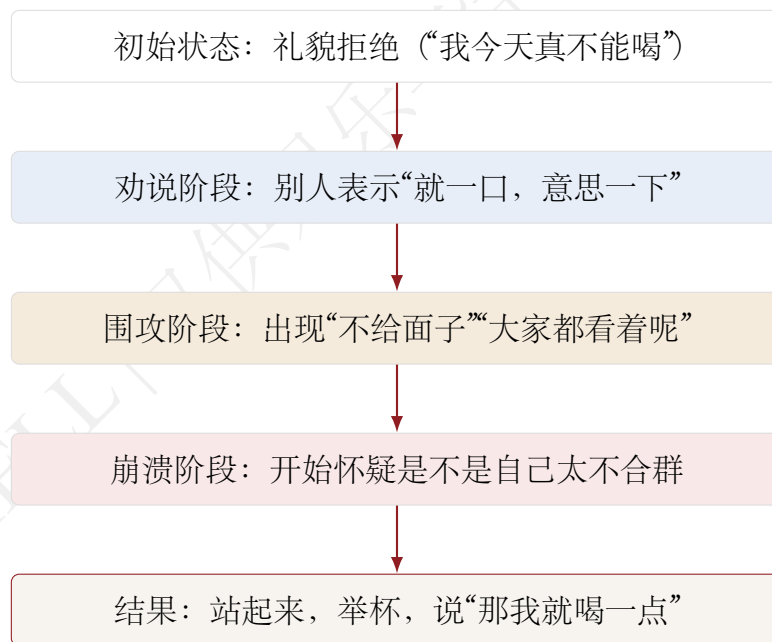 初始状态：礼貌拒绝（“我今天真不能喝”）
劝说阶段：别人表示“就一口，意思一下”
围攻阶段：出现“不给面子”“大家都看着呢”
崩溃阶段：开始怀疑是不是自己太不合群
结果：站起来，举杯，说“那我就喝一点”